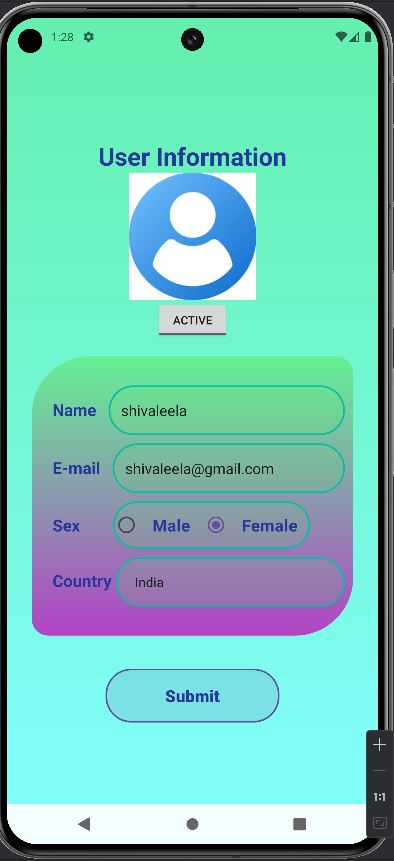 1:28
User Information
ACTIVE
Name shivaleela
E-mail shivaleela@gmail.com
Sex Male Female
Country India
Submit
1:1